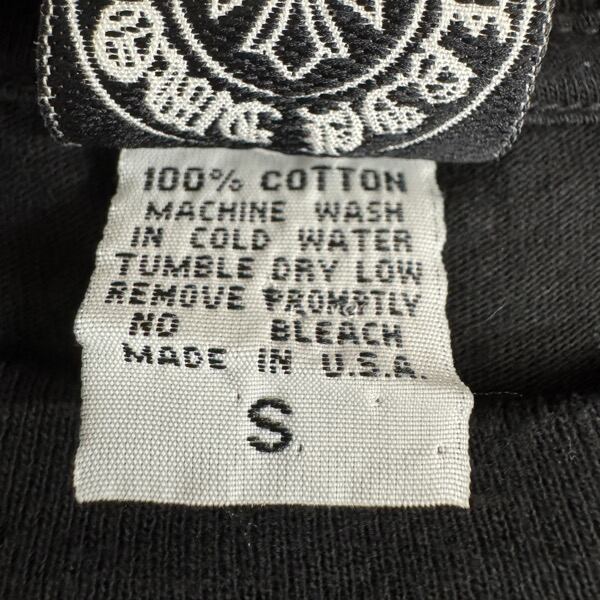 100% COTTON
MACHINE WASH
IN COLD WATER
TUMBLE DRY LOW
REMOVE PROMPTLY
NO BLEACH
MADE IN U.S.A.
S